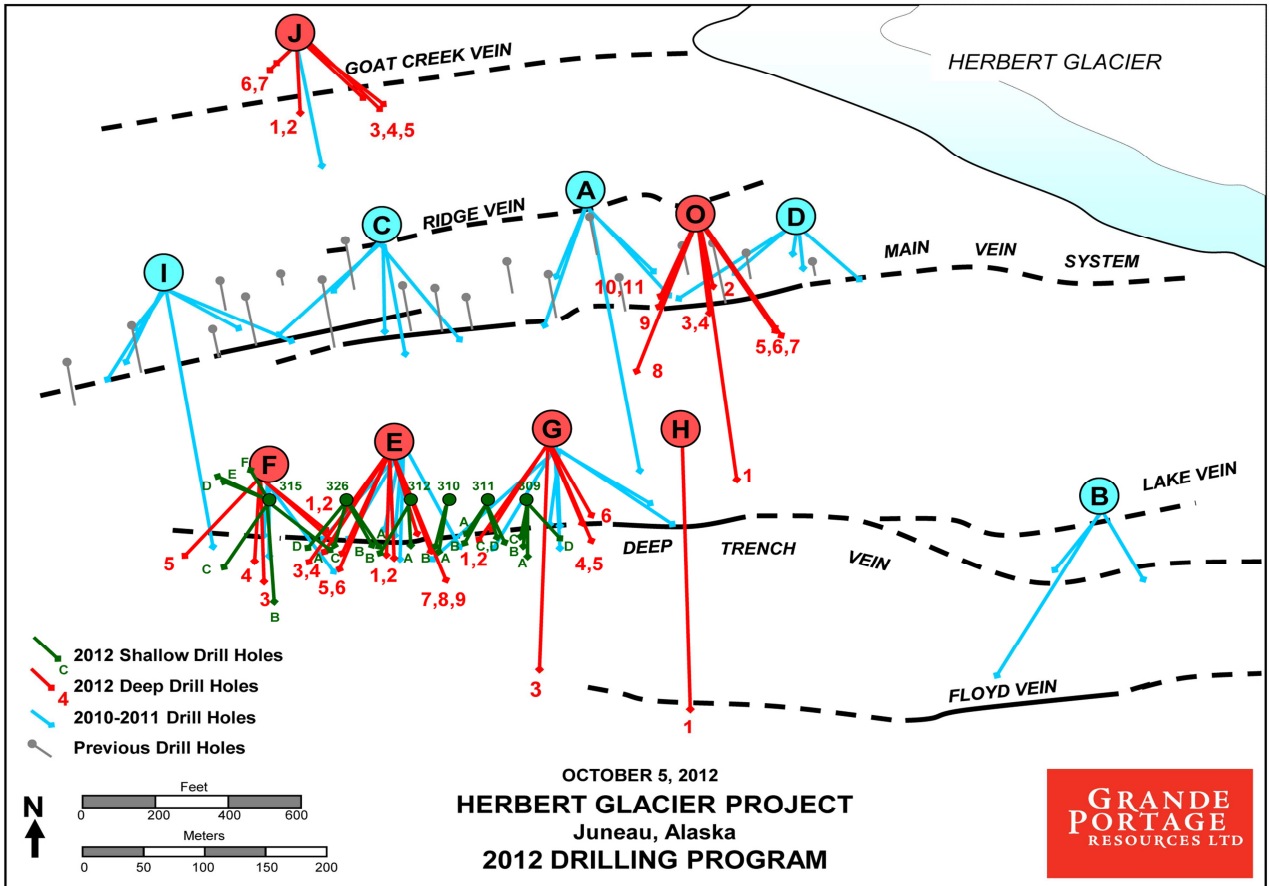 J
GOAT CREEK VEIN
HERBERT GLACIER
6,7
1,2
3,4,5
A
C
RIDGE VEIN
O
D
I
MAIN VEIN SYSTEM
10,11
2
9
3,4
5,6,7
8
G
H
E
F
F
E
D
315
1,2
326
312
310
311
309
1
LAKE VEIN
B
A
A
6
D
A
C
B
B
A
B
A
B
C,D
C
B
A
D
DEEP TRENCH VEIN
5
C
4
3,4
1,2
1,2
4,5
3
5,6
7,8,9
B
3
1
FLOYD VEIN
2012 Shallow Drill Holes
C
2012 Deep Drill Holes
4
2010-2011 Drill Holes
Previous Drill Holes
N
Feet
0 200 400 600
Meters
0 50 100 150 200
OCTOBER 5, 2012
HERBERT GLACIER PROJECT
Juneau, Alaska
2012 DRILLING PROGRAM
GRANDE
PORTAGE
RESOURCES LTD